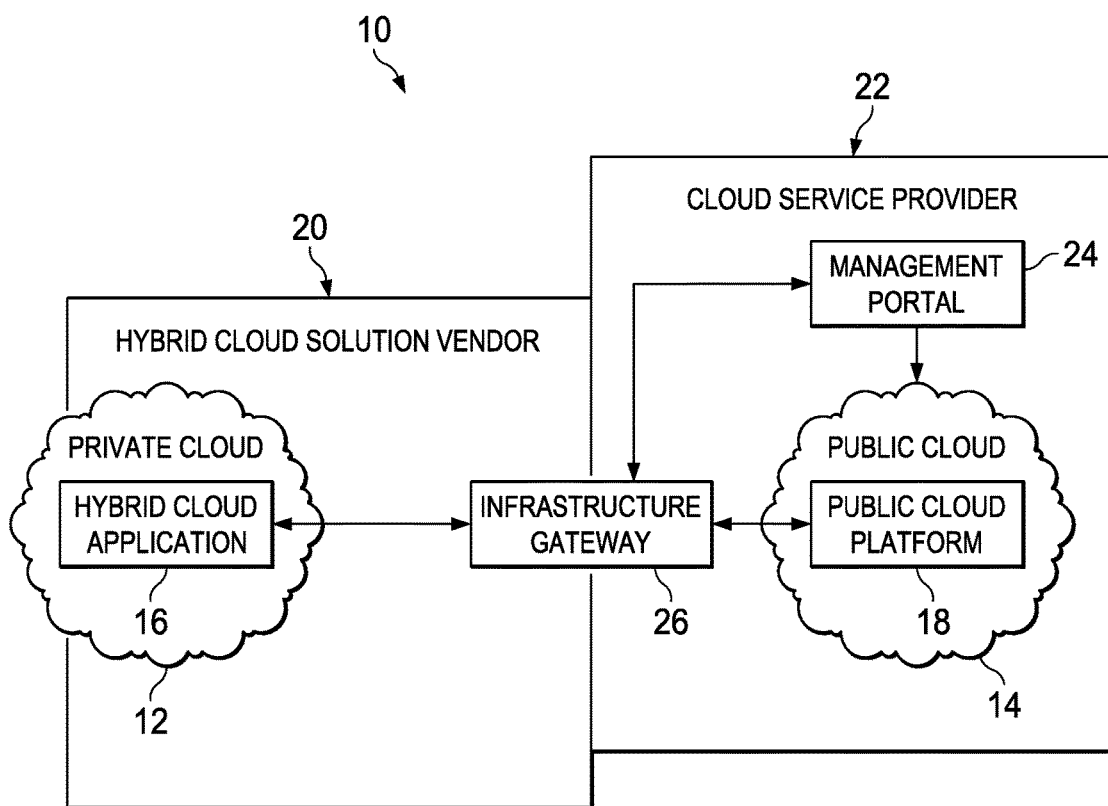 10
22
CLOUD SERVICE PROVIDER
20
MANAGEMENT
PORTAL
24
HYBRID CLOUD SOLUTION VENDOR
PRIVATE CLOUD
HYBRID CLOUD
APPLICATION
16
12
INFRASTRUCTURE
GATEWAY
26
PUBLIC CLOUD
PUBLIC CLOUD
PLATFORM
18
14